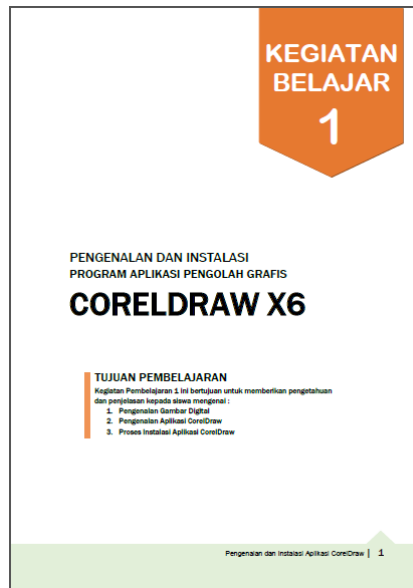 KEGIATAN
BELAJAR
1
PENGENALAN DAN INSTALASI
PROGRAM APLIKASI PENGOLAH GRAFIS
CORELDRAW X6
TUJUAN PEMBELAJARAN
Kegiatan Pembelajaran 1 ini bertujuan untuk memberikan pengetahuan
dan penjelasan kepada siswa mengenai :
1. Pengenalan Gambar Digital
2. Pengenalan Aplikasi CorelDraw
3. Proses Instalasi Aplikasi CorelDraw
Pengenalan dan Instalasi Aplikasi CorelDraw | 1